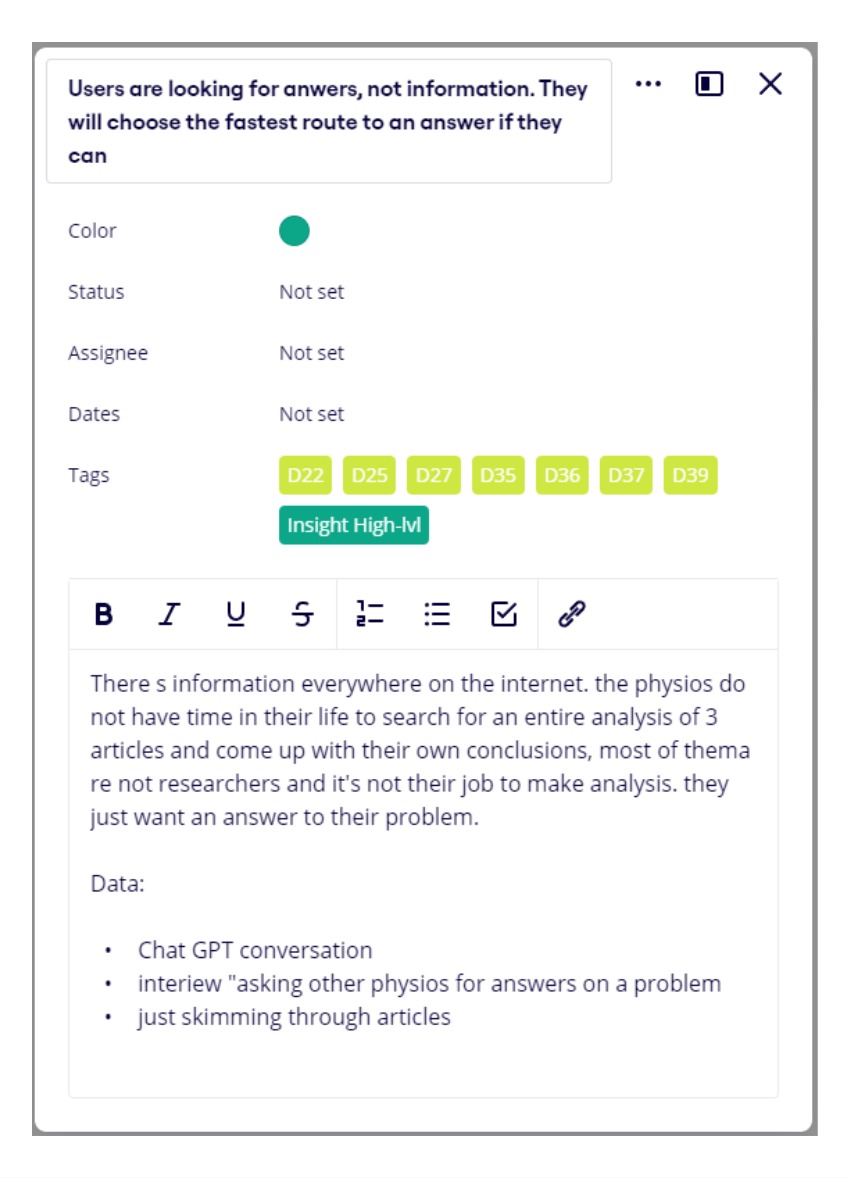 Users are looking for anwers, not information. They
will choose the fastest route to an answer if they
can
Color
Status Not set
Assignee Not set
Dates Not set
Tags D22 D25 D27 D35 D36 D37 D39
Insight High-lvl
B I U S
There s information everywhere on the internet. the physios do
not have time in their life to search for an entire analysis of 3
articles and come up with their own conclusions, most of thema
re not researchers and it's not their job to make analysis. they
just want an answer to their problem.
Data:
• Chat GPT conversation
• interiew "asking other physios for answers on a problem
• just skimming through articles